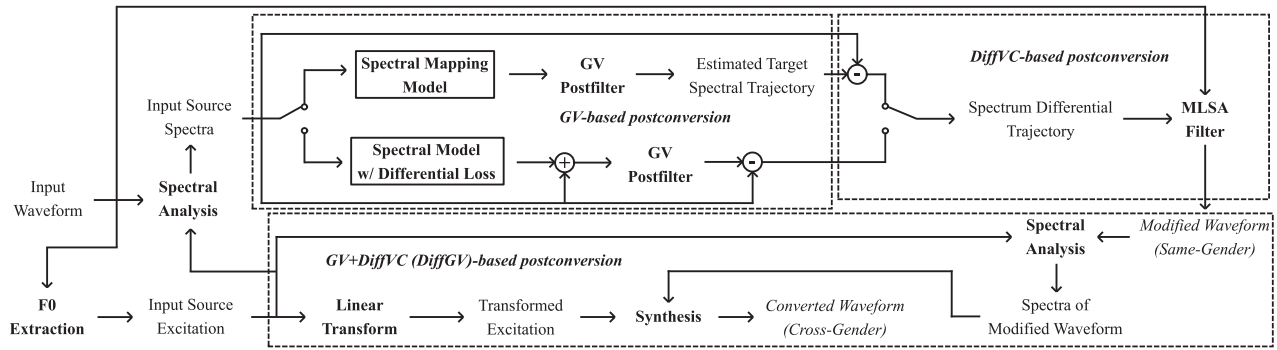 Input
Waveform
Spectral
Analysis
Input Source
Spectra
Spectral Mapping
Model
GV
Postfilter
Estimated Target
Spectral Trajectory
GV-based postconversion
Spectral Model
w/ Differential Loss
+
GV
Postfilter
-
-
DiffVC-based postconversion
Spectrum Differential
Trajectory
MLSA
Filter
Modified Waveform
(Same-Gender)
Spectral
Analysis
Spectra of
Modified Waveform
GV+DiffVC (DiffGV)-based postconversion
F0
Extraction
Input Source
Excitation
Linear
Transform
Transformed
Excitation
Synthesis
Converted Waveform
(Cross-Gender)